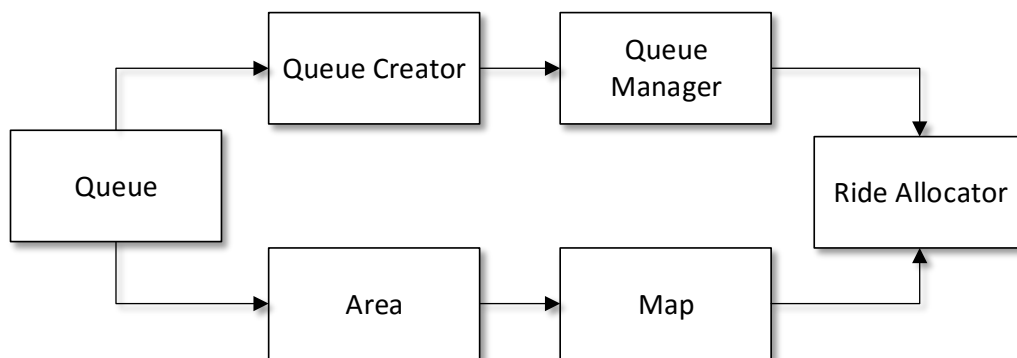 Queue Creator
Queue
Manager
Queue
Ride Allocator
Area
Map